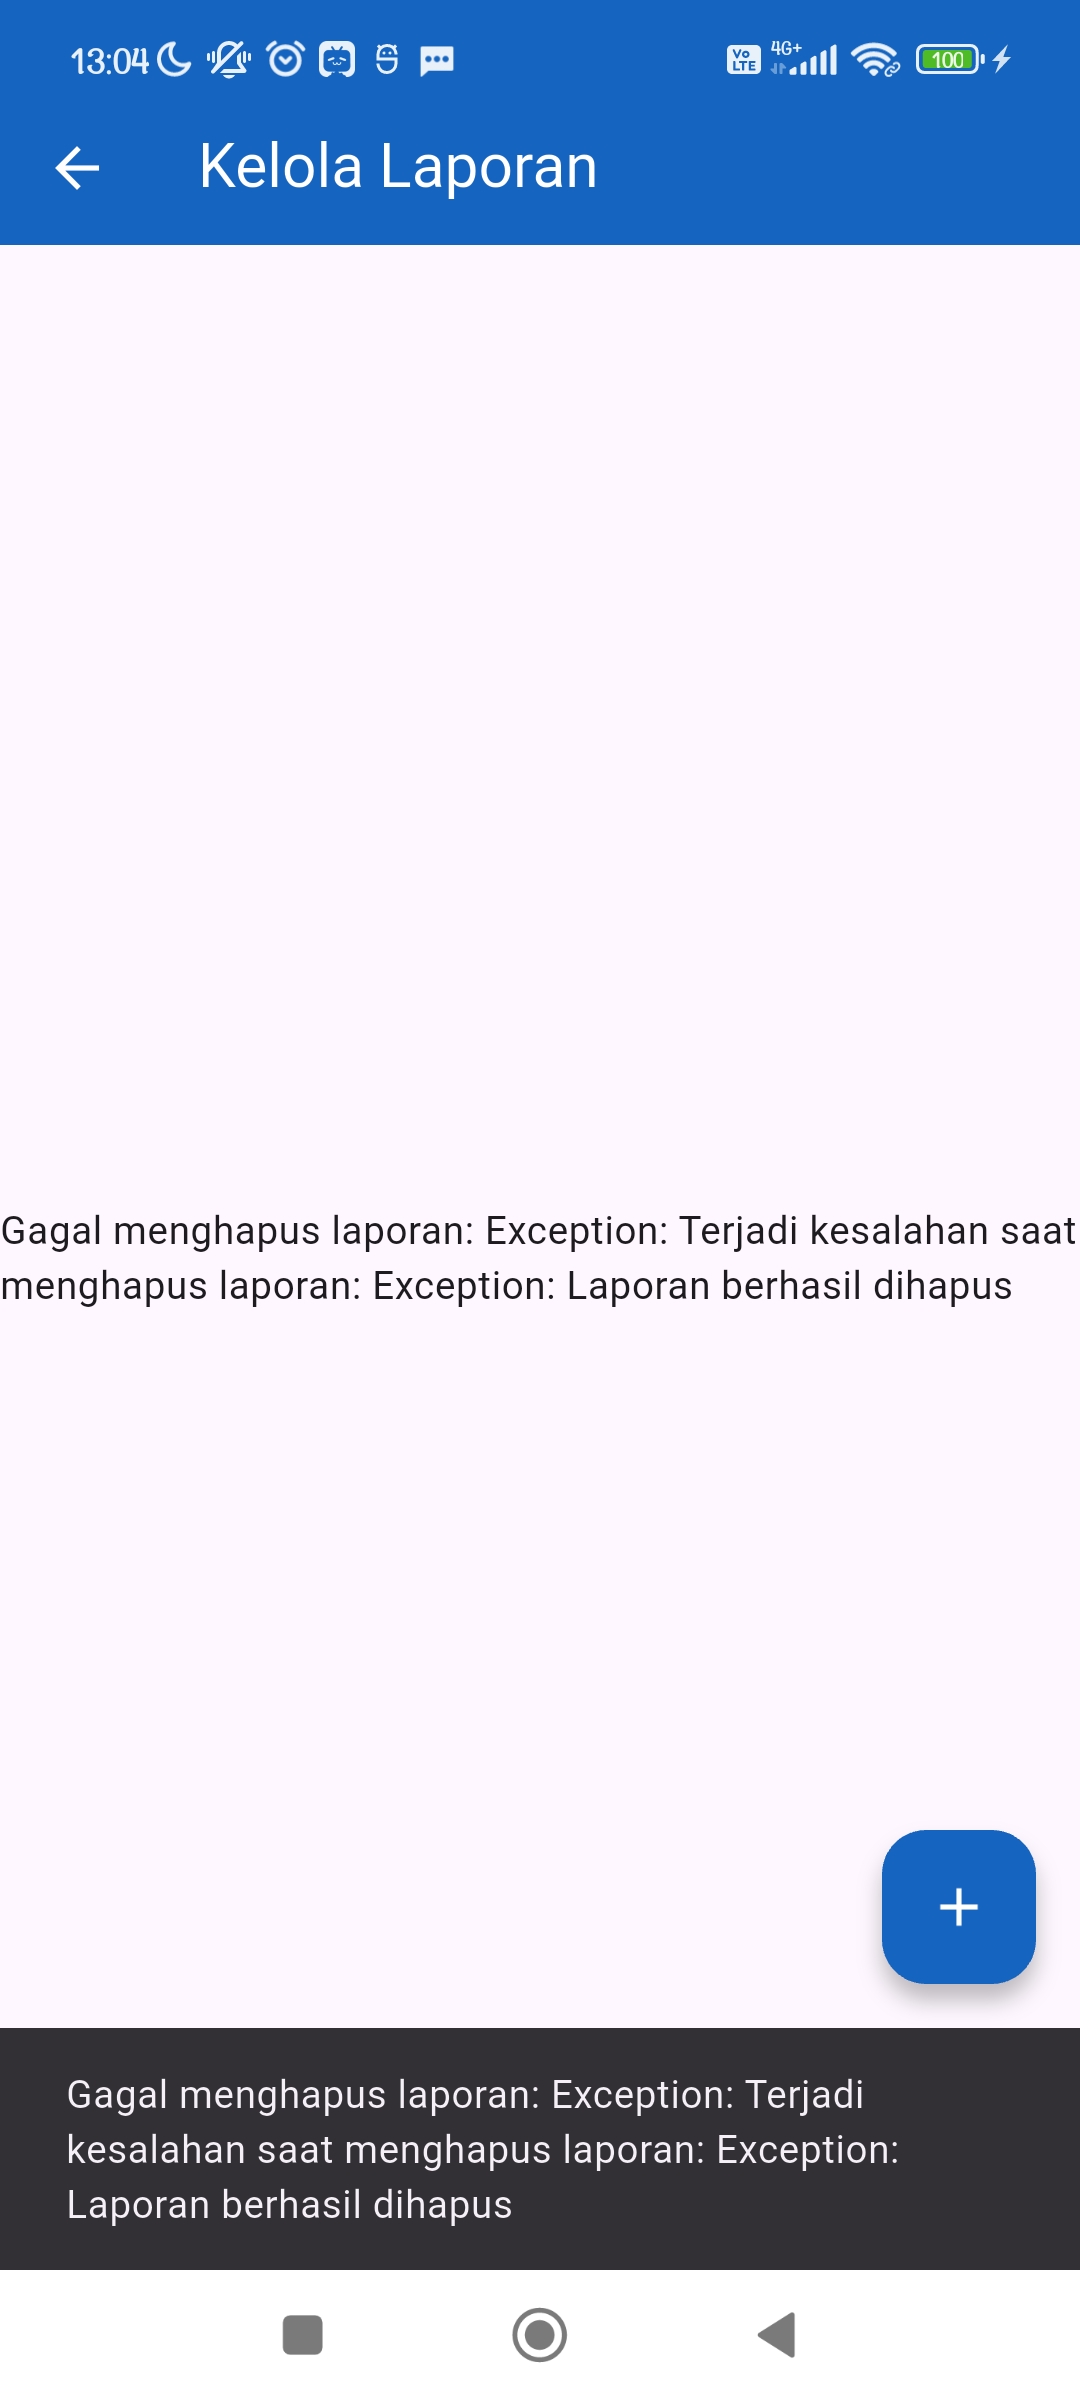 13:04
Vo LTE 4G+ 100
Kelola Laporan
Gagal menghapus laporan: Exception: Terjadi kesalahan saat
menghapus laporan: Exception: Laporan berhasil dihapus
Gagal menghapus laporan: Exception: Terjadi
kesalahan saat menghapus laporan: Exception:
Laporan berhasil dihapus